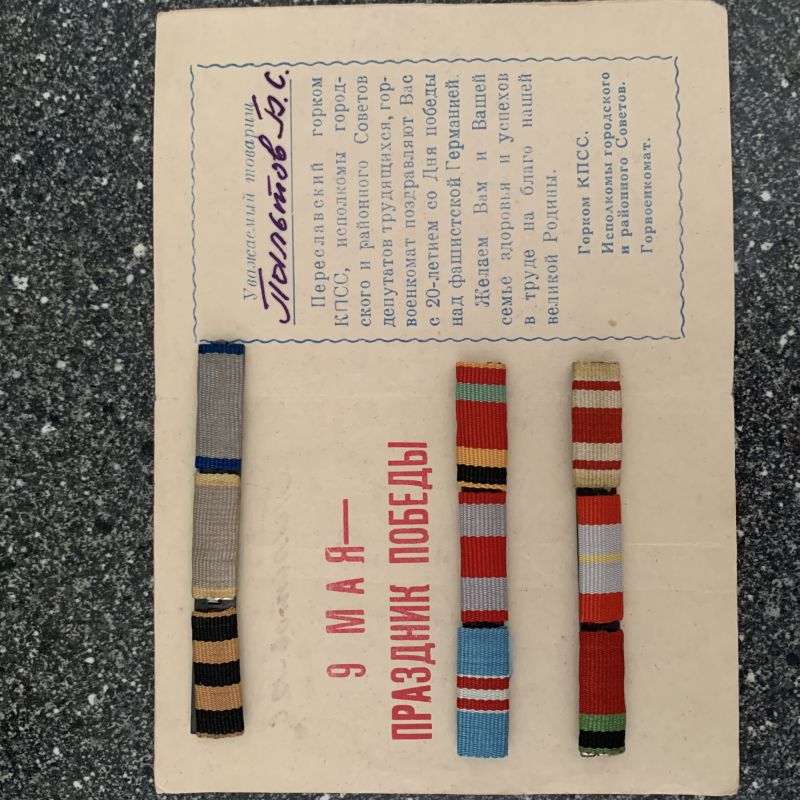 Уважаемый товарищ
Пыльтов В. С.
Переславский горком
КПСС, исполкомы город-
ского и районного Советов
депутатов трудящихся, гор-
военкомат поздравляют Вас
с 20-летием со Дня победы
над фашистской Германией.
Желаем Вам и Вашей
семье здоровья и успехов
в труде на благо нашей
великой Родины.
Горком КПСС.
Исполкомы городского
и районного Советов.
Горвоенкомат.
9 МАЯ—
ПРАЗДНИК ПОБЕДЫ